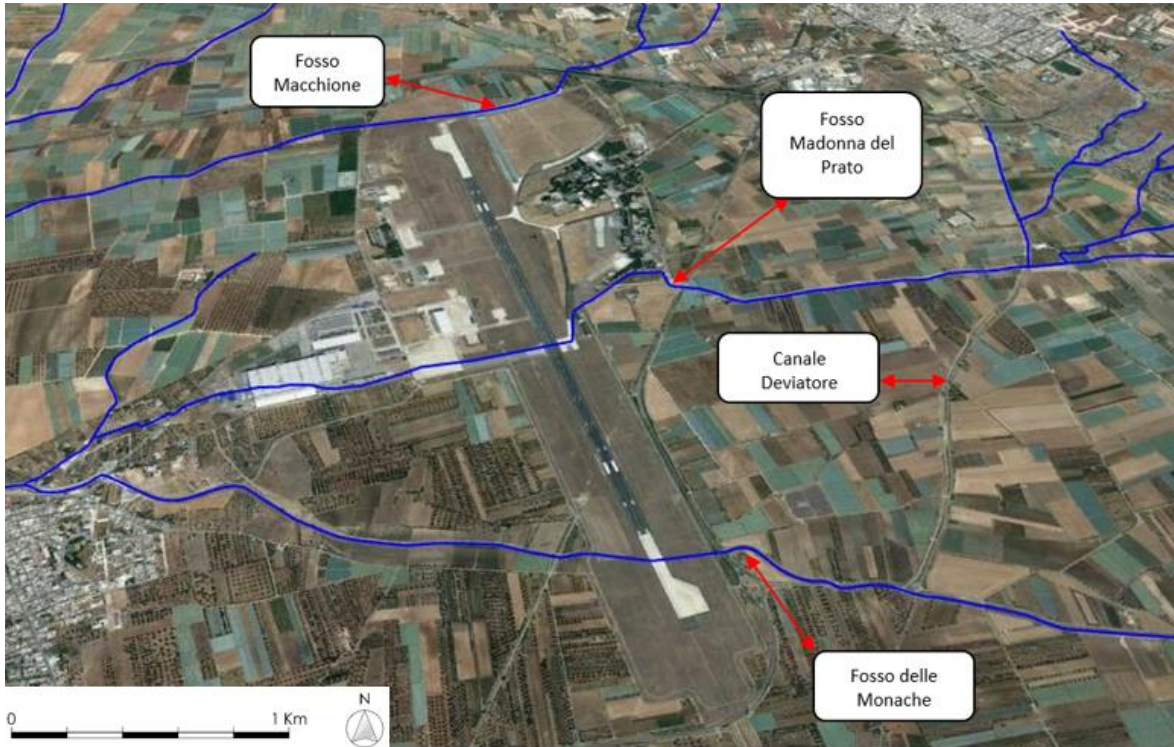 Fosso
Macchione
Fosso
Madonna del
Prato
Canale
Deviatore
Fosso delle
Monache
0 1 Km
N